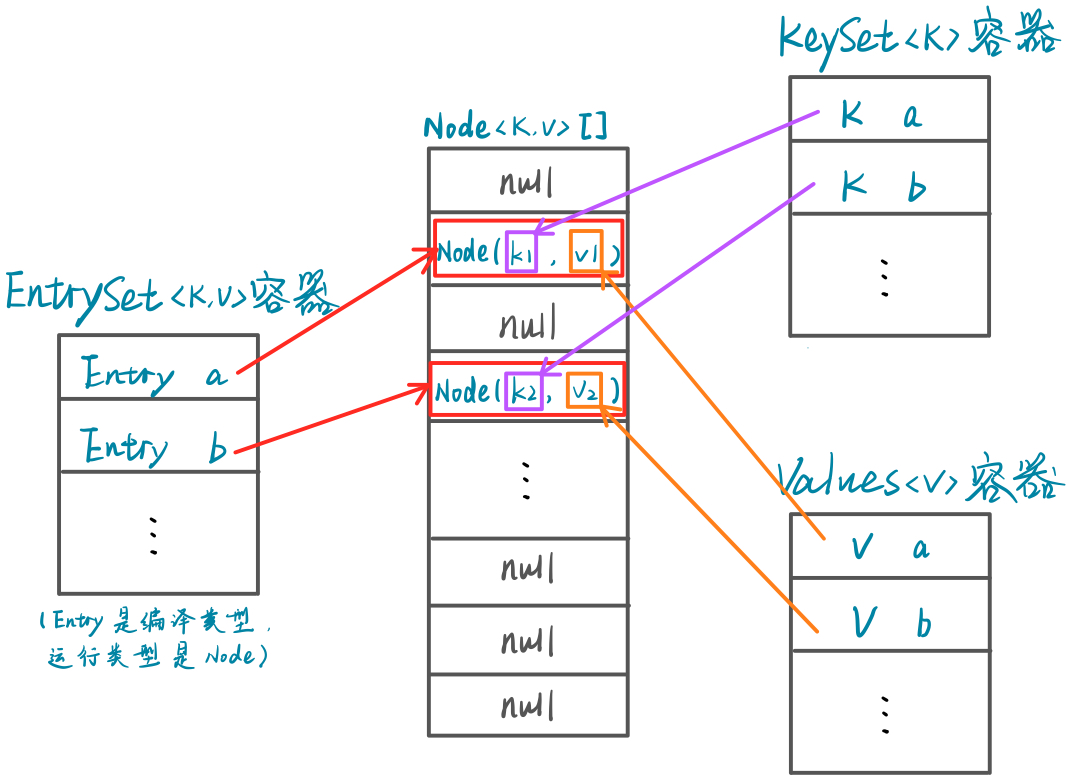 KeySet<K>容器
K a
K b
Node<K,V>[]
null
Node(k1, v1)
null
Node(k2, v2)
null
null
null
EntrySet<K,V>容器
Entry a
Entry b
(Entry是编译类型,
运行类型是Node)
Values<V>容器
V a
V b